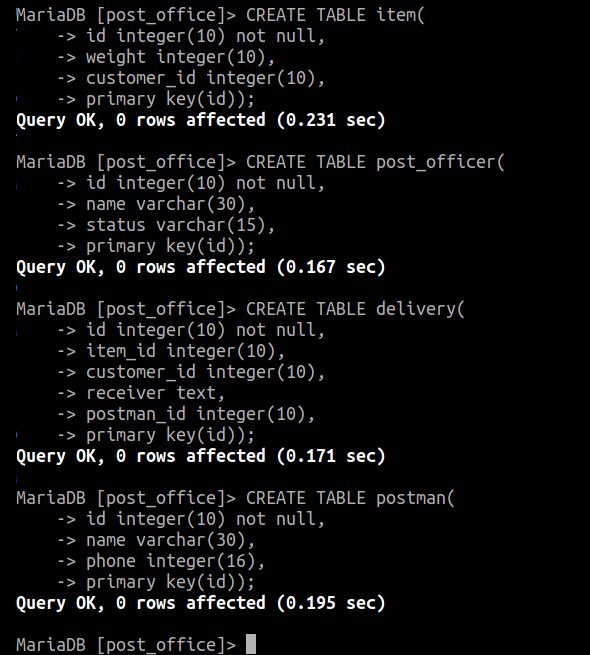 MariaDB [post_office]> CREATE TABLE item(
    -> id integer(10) not null,
    -> weight integer(10),
    -> customer_id integer(10),
    -> primary key(id));
Query OK, 0 rows affected (0.231 sec)

MariaDB [post_office]> CREATE TABLE post_officer(
    -> id integer(10) not null,
    -> name varchar(30),
    -> status varchar(15),
    -> primary key(id));
Query OK, 0 rows affected (0.167 sec)

MariaDB [post_office]> CREATE TABLE delivery(
    -> id integer(10) not null,
    -> item_id integer(10),
    -> customer_id integer(10),
    -> receiver text,
    -> postman_id integer(10),
    -> primary key(id));
Query OK, 0 rows affected (0.171 sec)

MariaDB [post_office]> CREATE TABLE postman(
    -> id integer(10) not null,
    -> name varchar(30),
    -> phone integer(16),
    -> primary key(id));
Query OK, 0 rows affected (0.195 sec)

MariaDB [post_office]>